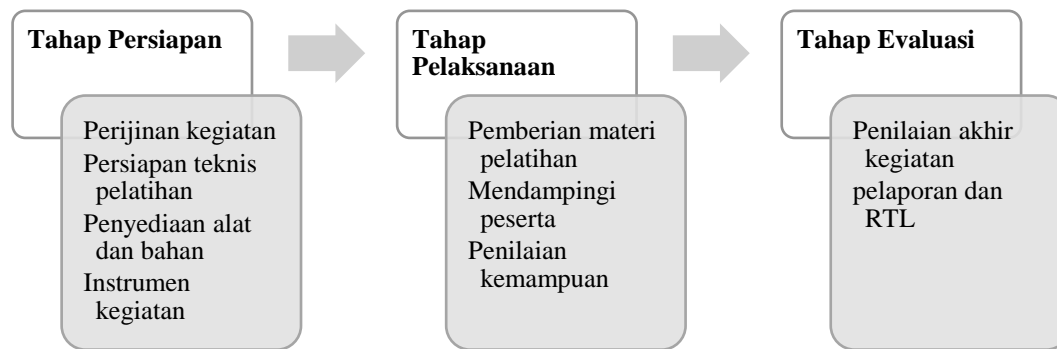 Tahap Persiapan
Perijinan kegiatan
Persiapan teknis
pelatihan
Penyediaan alat
dan bahan
Instrumen
kegiatan
Tahap
Pelaksanaan
Pemberian materi
pelatihan
Mendampingi
peserta
Penilaian
kemampuan
Tahap Evaluasi
Penilaian akhir
kegiatan
pelaporan dan
RTL